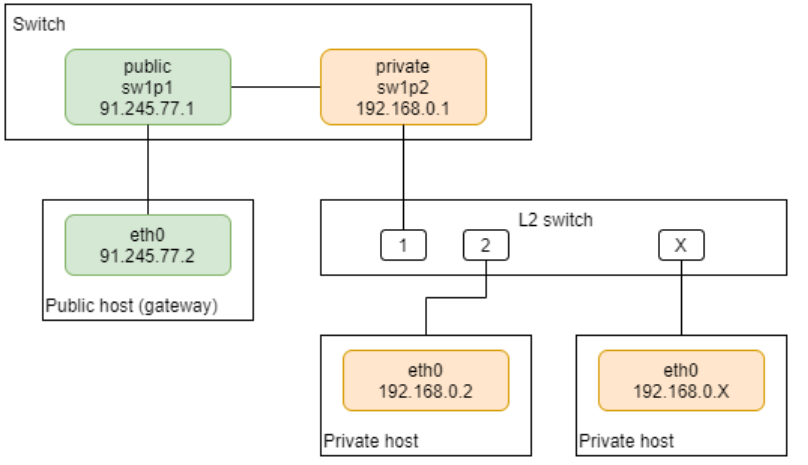 Switch
public
sw1p1
91.245.77.1
private
sw1p2
192.168.0.1
eth0
91.245.77.2
Public host (gateway)
L2 switch
1
2
X
eth0
192.168.0.2
Private host
eth0
192.168.0.X
Private host